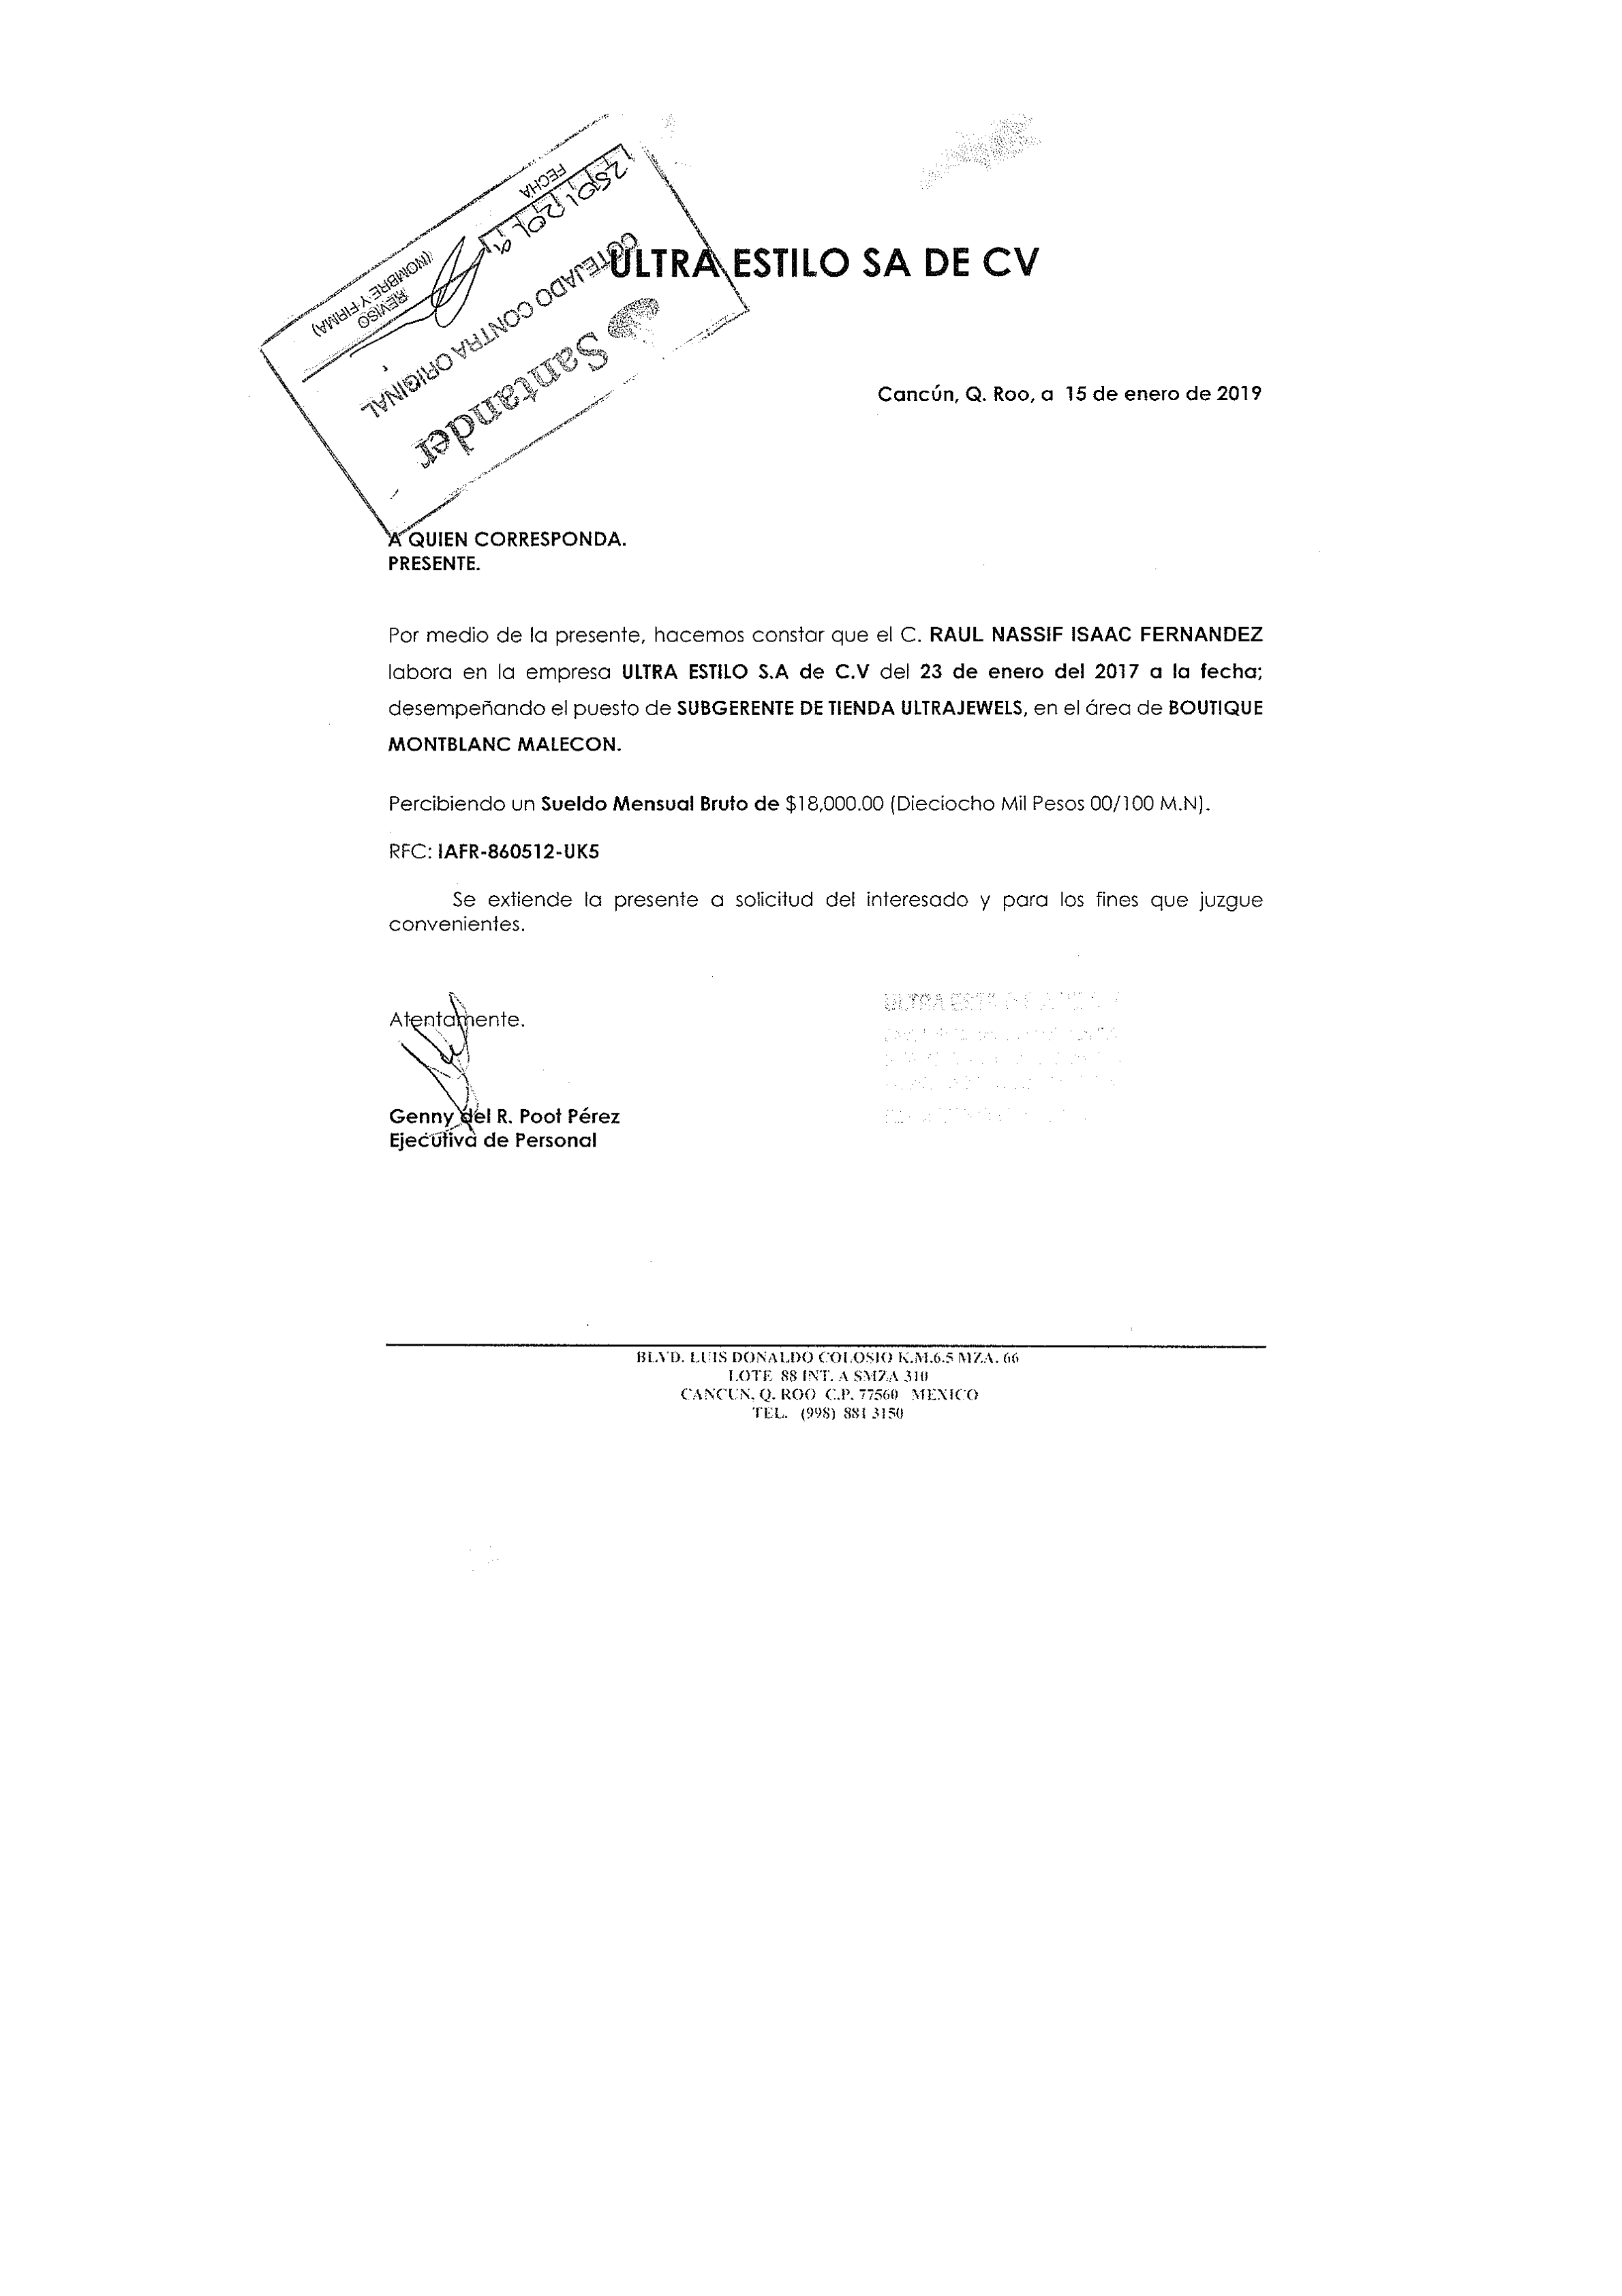 FECHA
25 01 2019
REVISO
(NOMBRE Y FIRMA)
COTEJADO CONTRA ORIGINAL
Santander
ULTRA ESTILO SA DE CV
Cancún, Q. Roo, a 15 de enero de 2019
A QUIEN CORRESPONDA.
PRESENTE.
Por medio de la presente, hacemos constar que el C. RAUL NASSIF ISAAC FERNANDEZ
labora en la empresa ULTRA ESTILO S.A de C.V del 23 de enero del 2017 a la fecha;
desempeñando el puesto de SUBGERENTE DE TIENDA ULTRAJEWELS, en el área de BOUTIQUE
MONTBLANC MALECON.
Percibiendo un Sueldo Mensual Bruto de $18,000.00 (Dieciocho Mil Pesos 00/100 M.N).
RFC: IAFR-860512-UK5
Se extiende la presente a solicitud del interesado y para los fines que juzgue
convenientes.
Atentamente.
ULTRA
Genny del R. Poot Pérez
Ejecutiva de Personal
BLVD. LUIS DONALDO COLOSIO K.M.6.5 MZA. 66
LOTE 88 INT. A SMZA 310
CANCUN, Q. ROO C.P. 77560 MEXICO
TEL. (998) 881 3150